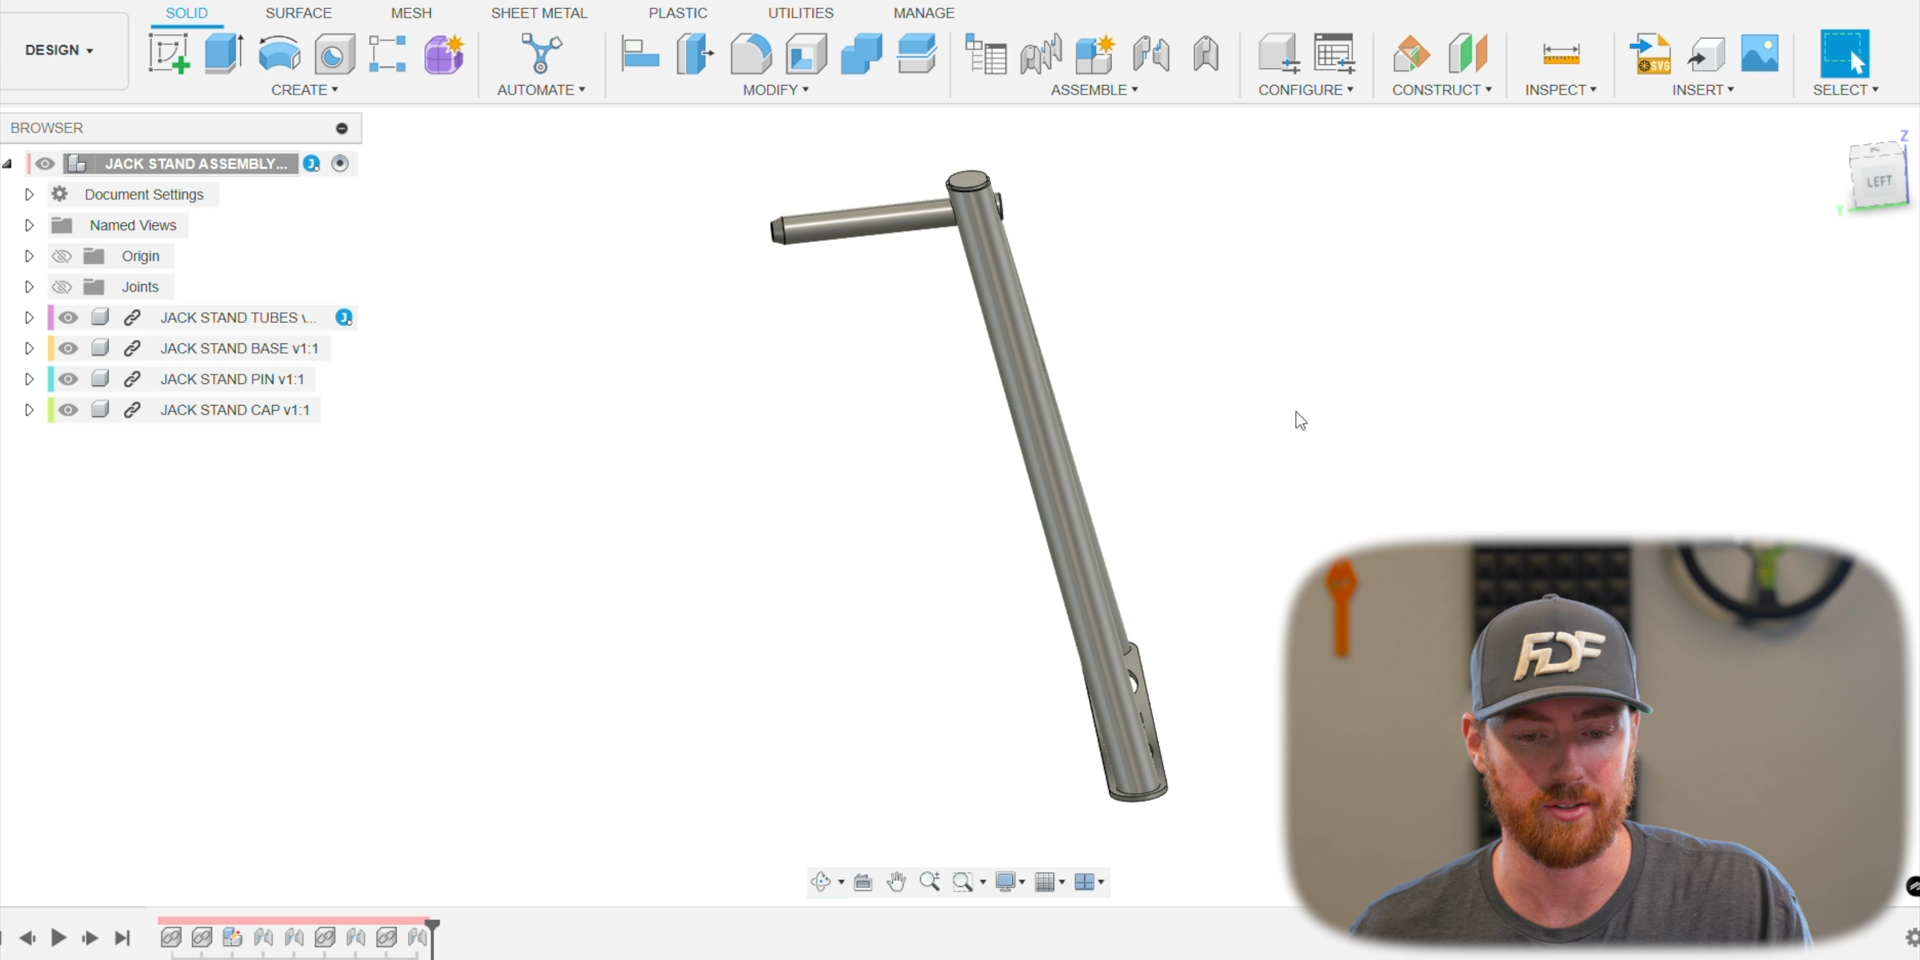 SOLID SURFACE MESH SHEET METAL PLASTIC UTILITIES MANAGE
DESIGN
CREATE AUTOMATE MODIFY ASSEMBLE CONFIGURE CONSTRUCT INSPECT INSERT SELECT
SVG
BROWSER
JACK STAND ASSEMBLY... J
Document Settings
Named Views
Origin
Joints
JACK STAND TUBES v... J
JACK STAND BASE v1:1
JACK STAND PIN v1:1
JACK STAND CAP v1:1
Z
LEFT
Y
FDF